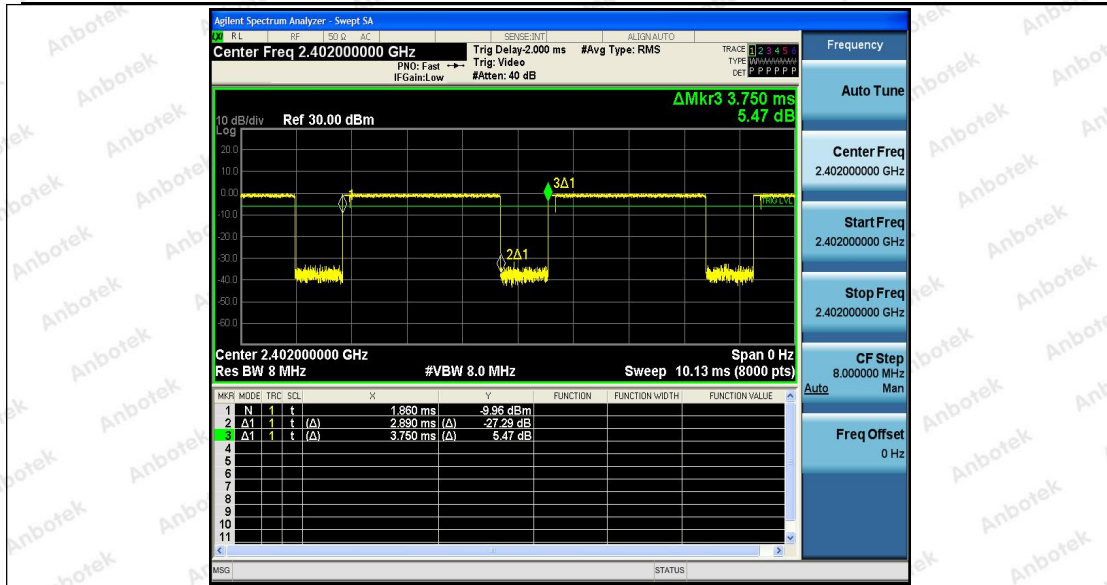 Agilent Spectrum Analyzer - Swept SA
RL RF 50 Ω AC SENSE:INT ALIGNAUTO
Center Freq 2.402000000 GHz
PNO: Fast
IFGain:Low
Trig Delay-2.000 ms
Trig: Video
#Atten: 40 dB
#Avg Type: RMS
TRACE 1 2 3 4 5 6
TYPE
DET P P P P P P
ΔMkr3 3.750 ms
5.47 dB
10 dB/div Ref 30.00 dBm
Log
20.0
10.0
0.00
-10.0
-20.0
-30.0
-40.0
-50.0
-60.0
1
2Δ1
3Δ1
TRIG LVL
Center 2.402000000 GHz Span 0 Hz
Res BW 8 MHz #VBW 8.0 MHz Sweep 10.13 ms (8000 pts)
MKR MODE TRC SCL X Y FUNCTION FUNCTION WIDTH FUNCTION VALUE
1 N 1 t 1.860 ms -9.96 dBm
2 Δ1 1 t (Δ) 2.890 ms (Δ) -27.29 dB
3 Δ1 1 t (Δ) 3.750 ms (Δ) 5.47 dB
4
5
6
7
8
9
10
11
MSG STATUS
Frequency
Auto Tune
Center Freq
2.402000000 GHz
Start Freq
2.402000000 GHz
Stop Freq
2.402000000 GHz
CF Step
8.000000 MHz
Auto Man
Freq Offset
0 Hz
Anbotek